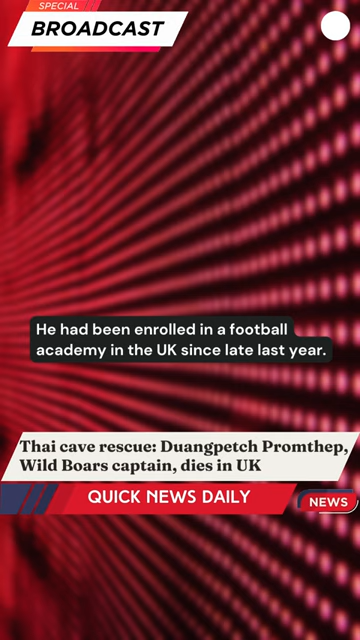 SPECIAL
BROADCAST
He had been enrolled in a football
academy in the UK since late last year.
Thai cave rescue: Duangpetch Promthep,
Wild Boars captain, dies in UK
QUICK NEWS DAILY
NEWS